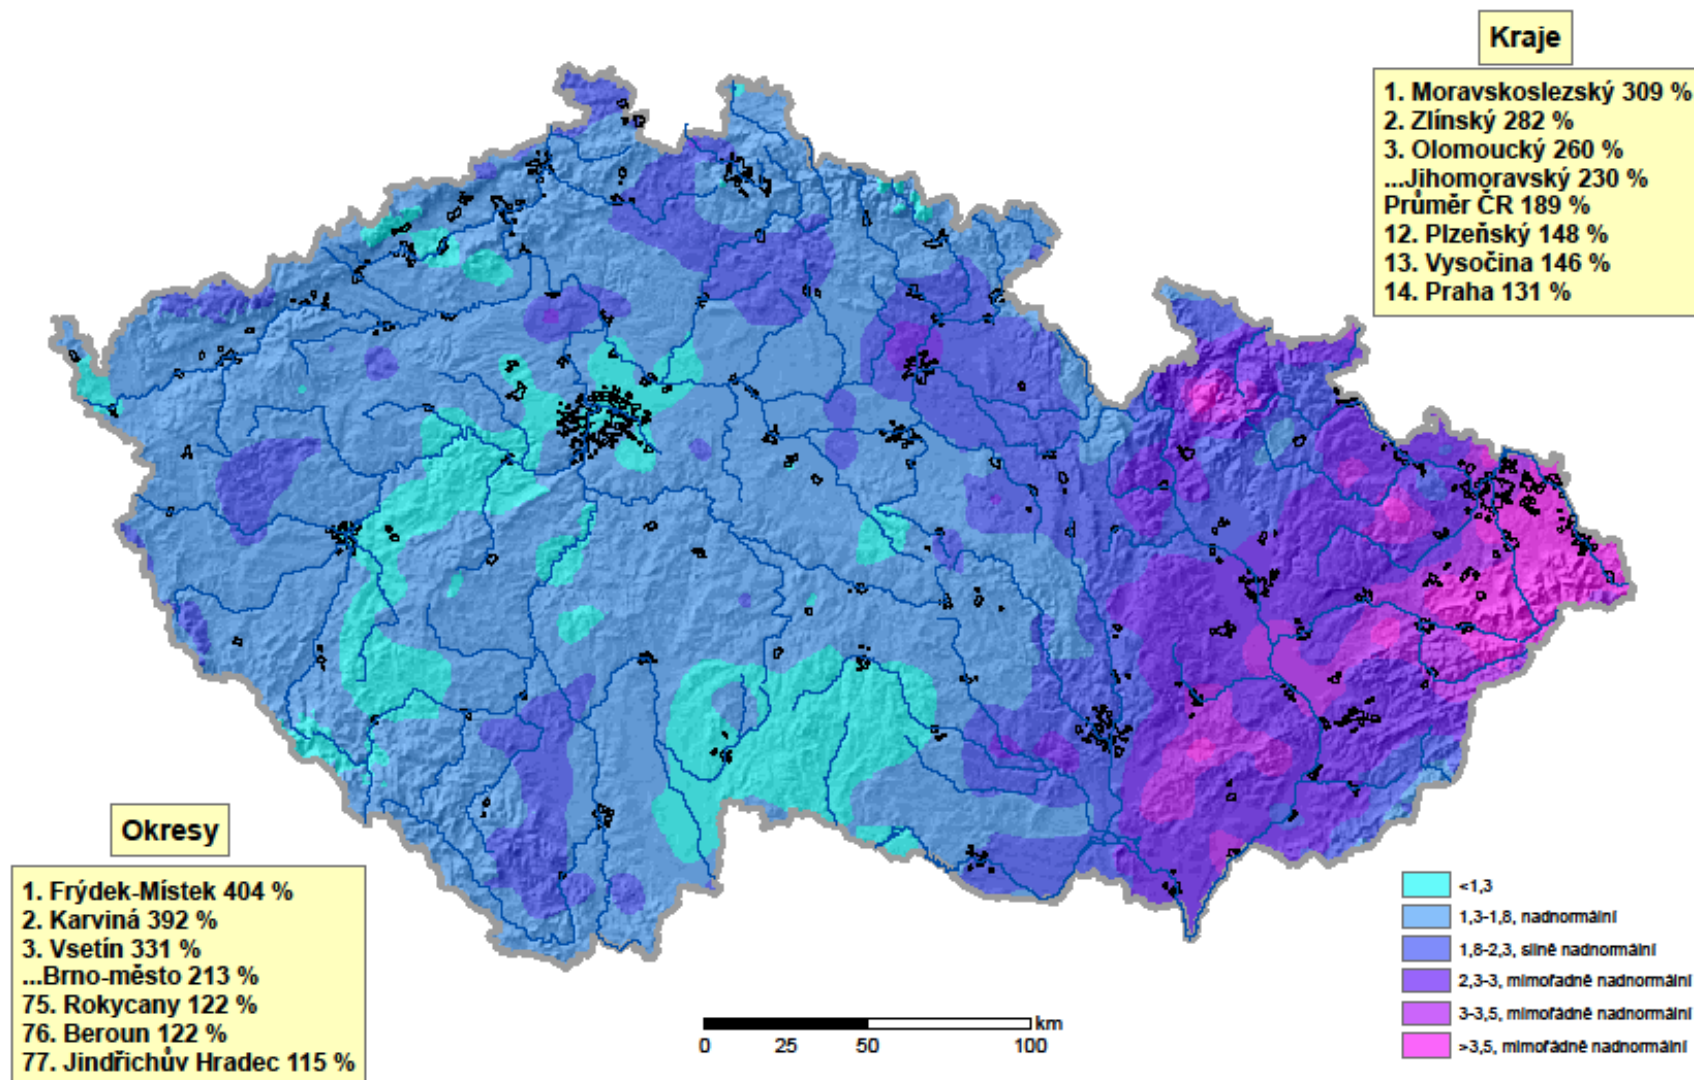 Kraje
1. Moravskoslezský 309 %
2. Zlínský 282 %
3. Olomoucký 260 %
...Jihomoravský 230 %
Průměr ČR 189 %
12. Plzeňský 148 %
13. Vysočina 146 %
14. Praha 131 %
Okresy
1. Frýdek-Místek 404 %
2. Karviná 392 %
3. Vsetín 331 %
...Brno-město 213 %
75. Rokycany 122 %
76. Beroun 122 %
77. Jindřichův Hradec 115 %
<1,3
1,3-1,8, nadnormální
1,8-2,3, silně nadnormální
2,3-3, mimořadně nadnormální
3-3,5, mimořádně nadnormální
>3,5, mimořádně nadnormální
km
0 25 50 100